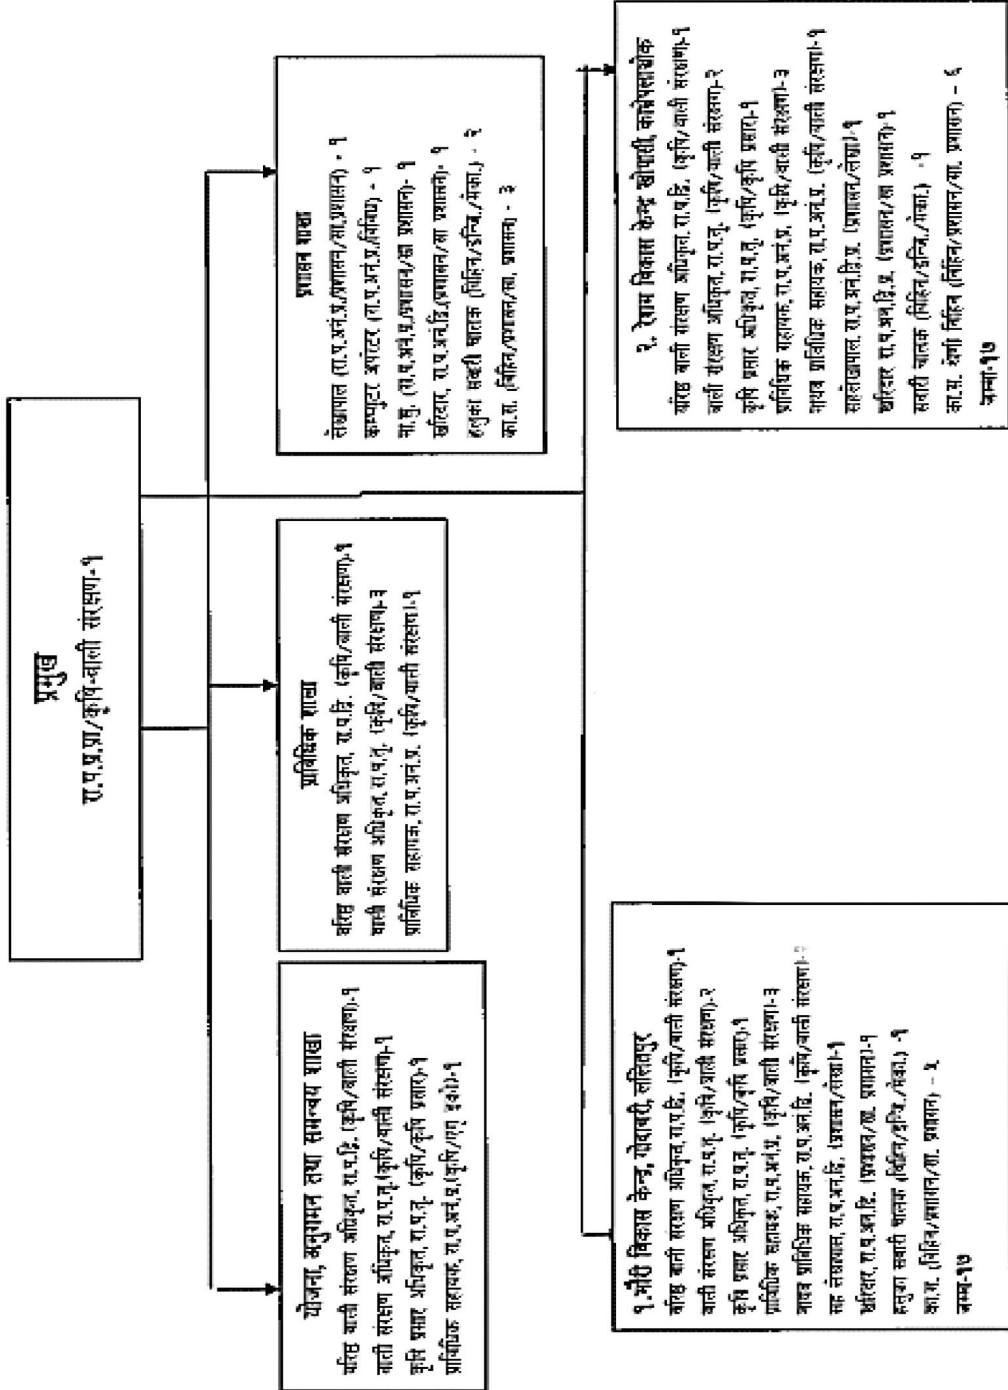 प्रमुख
रा.प.प्र.प्रा/कृषि-बाली संरक्षण-१
योजना, अनुगमन तथा समन्वय शाखा
वरिष्ठ बाली संरक्षण अधिकृत, रा.प.द्वि. (कृषि/बाली संरक्षण)-१
बाली संरक्षण अधिकृत, रा.प.तृ.(कृषि/बाली संरक्षण)-१
कृषि प्रसार अधिकृत, रा.प.तृ. (कृषि/कृषि प्रसार)-१
प्राविधिक सहायक, रा.प.अनं.प्र.(कृषि/एगृ इको)-१
प्राविधिक शाखा
वरिष्ठ बाली संरक्षण अधिकृत, रा.प.द्वि. (कृषि/बाली संरक्षण)-१
बाली संरक्षण अधिकृत, रा.प.तृ. (कृषि/बाली संरक्षण)-३
प्राविधिक सहायक, रा.प.अनं.प्र. (कृषि/बाली संरक्षण)-१
प्रशासन शाखा
लेखापाल (रा.प.अनं.प्र./प्रशासन/सा.प्रशासन) - १
कम्प्युटर अपरेटर (रा.प.अनं.प्र./विविध) - १
ना.सु. (रा.प.अनं.प्र./प्रशासन/सा प्रशासन)- १
खरिदार, रा.प.अनं.द्वि.(प्रशासन/सा प्रशासन)- १
हलुका सवारी चालक (विहिन/इन्जि./मेका.) - २
का.स. (विहिन/प्रशासन/सा. प्रशासन) - ३
१.मौरी विकास केन्द्र, गोदावरी, ललितपुर
वरिष्ठ बाली संरक्षण अधिकृत, रा.प.द्वि. (कृषि/बाली संरक्षण)-१
बाली संरक्षण अधिकृत, रा.प.तृ. (कृषि/बाली संरक्षण)-२
कृषि प्रसार अधिकृत, रा.प.तृ. (कृषि/कृषि प्रसार)-१
प्राविधिक सहायक, रा.प.अनं.प्र. (कृषि/बाली संरक्षण)-३
नायव प्राविधिक सहायक, रा.प.अनं.द्वि. (कृषि/बाली संरक्षण)-
सह लेखापाल, रा.प.अनं.द्वि. (प्रशासन/लेखा)-१
खरिदार, रा.प.अनं.द्वि. (प्रशासन/सा. प्रशासन)-१
हलुका सवारी चालक (विहिन/इन्जि./मेका.) -१
का.स. (विहिन/प्रशासन/सा. प्रशासन) - ५
जम्मा-१७
२. रेशम विकास केन्द्र खोपासी, काभ्रेपलाञ्चोक
वरिष्ठ बाली संरक्षण अधिकृत, रा.प.द्वि. (कृषि/बाली संरक्षण)-१
बाली संरक्षण अधिकृत, रा.प.तृ. (कृषि/बाली संरक्षण)-२
कृषि प्रसार अधिकृत, रा.प.तृ. (कृषि/कृषि प्रसार)-१
प्राविधिक सहायक, रा.प.अनं.प्र. (कृषि/बाली संरक्षण)-३
नायव प्राविधिक सहायक, रा.प.अनं.प्र. (कृषि/बाली संरक्षण)-१
सहलेखापाल, रा.प.अनं.द्वि.प्र. (प्रशासन/लेखा)-१
खरिदार रा.प.अनं.द्वि.प्र. (प्रशासन/सा प्रशासन)-१
सवारी चालक (विहिन/इन्जि./मेका.) -१
का.स. श्रेणी विहिन (विहिन/प्रशासन/सा. प्रशासन) - ६
जम्मा-१७